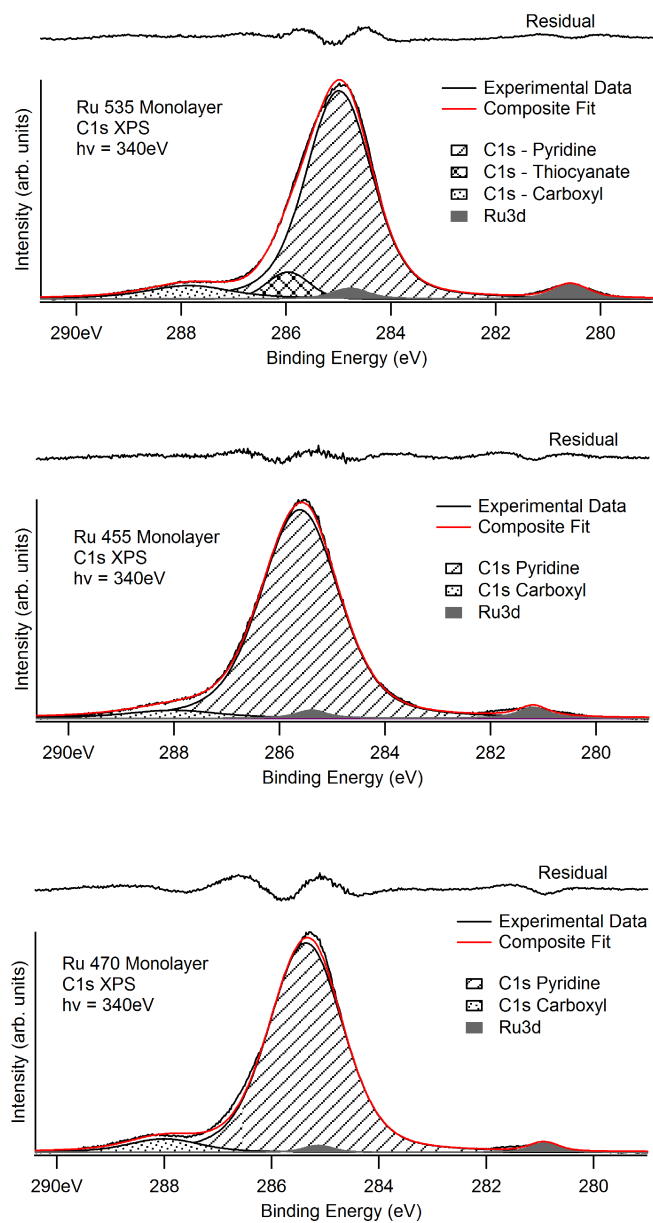 Residual
Ru 535 Monolayer
C1s XPS
hv = 340eV
Experimental Data
Composite Fit
C1s - Pyridine
C1s - Thiocyanate
C1s - Carboxyl
Ru3d
Intensity (arb. units)
290eV 288 286 284 282 280
Binding Energy (eV)
Residual
Ru 455 Monolayer
C1s XPS
hv = 340eV
Experimental Data
Composite Fit
C1s Pyridine
C1s Carboxyl
Ru3d
Intensity (arb. units)
290eV 288 286 284 282 280
Binding Energy (eV)
Residual
Ru 470 Monolayer
C1s XPS
hv = 340eV
Experimental Data
Composite Fit
C1s Pyridine
C1s Carboxyl
Ru3d
Intensity (arb. units)
290eV 288 286 284 282 280
Binding Energy (eV)